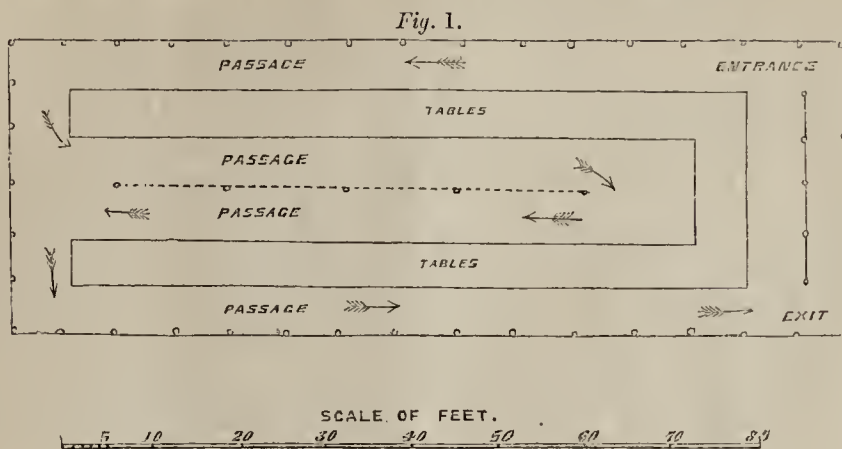 Fig. 1.
PASSAGE ENTRANCE
TABLES
PASSAGE
PASSAGE
TABLES
PASSAGE EXIT
SCALE OF FEET.
5 10 20 30 40 50 60 70 80